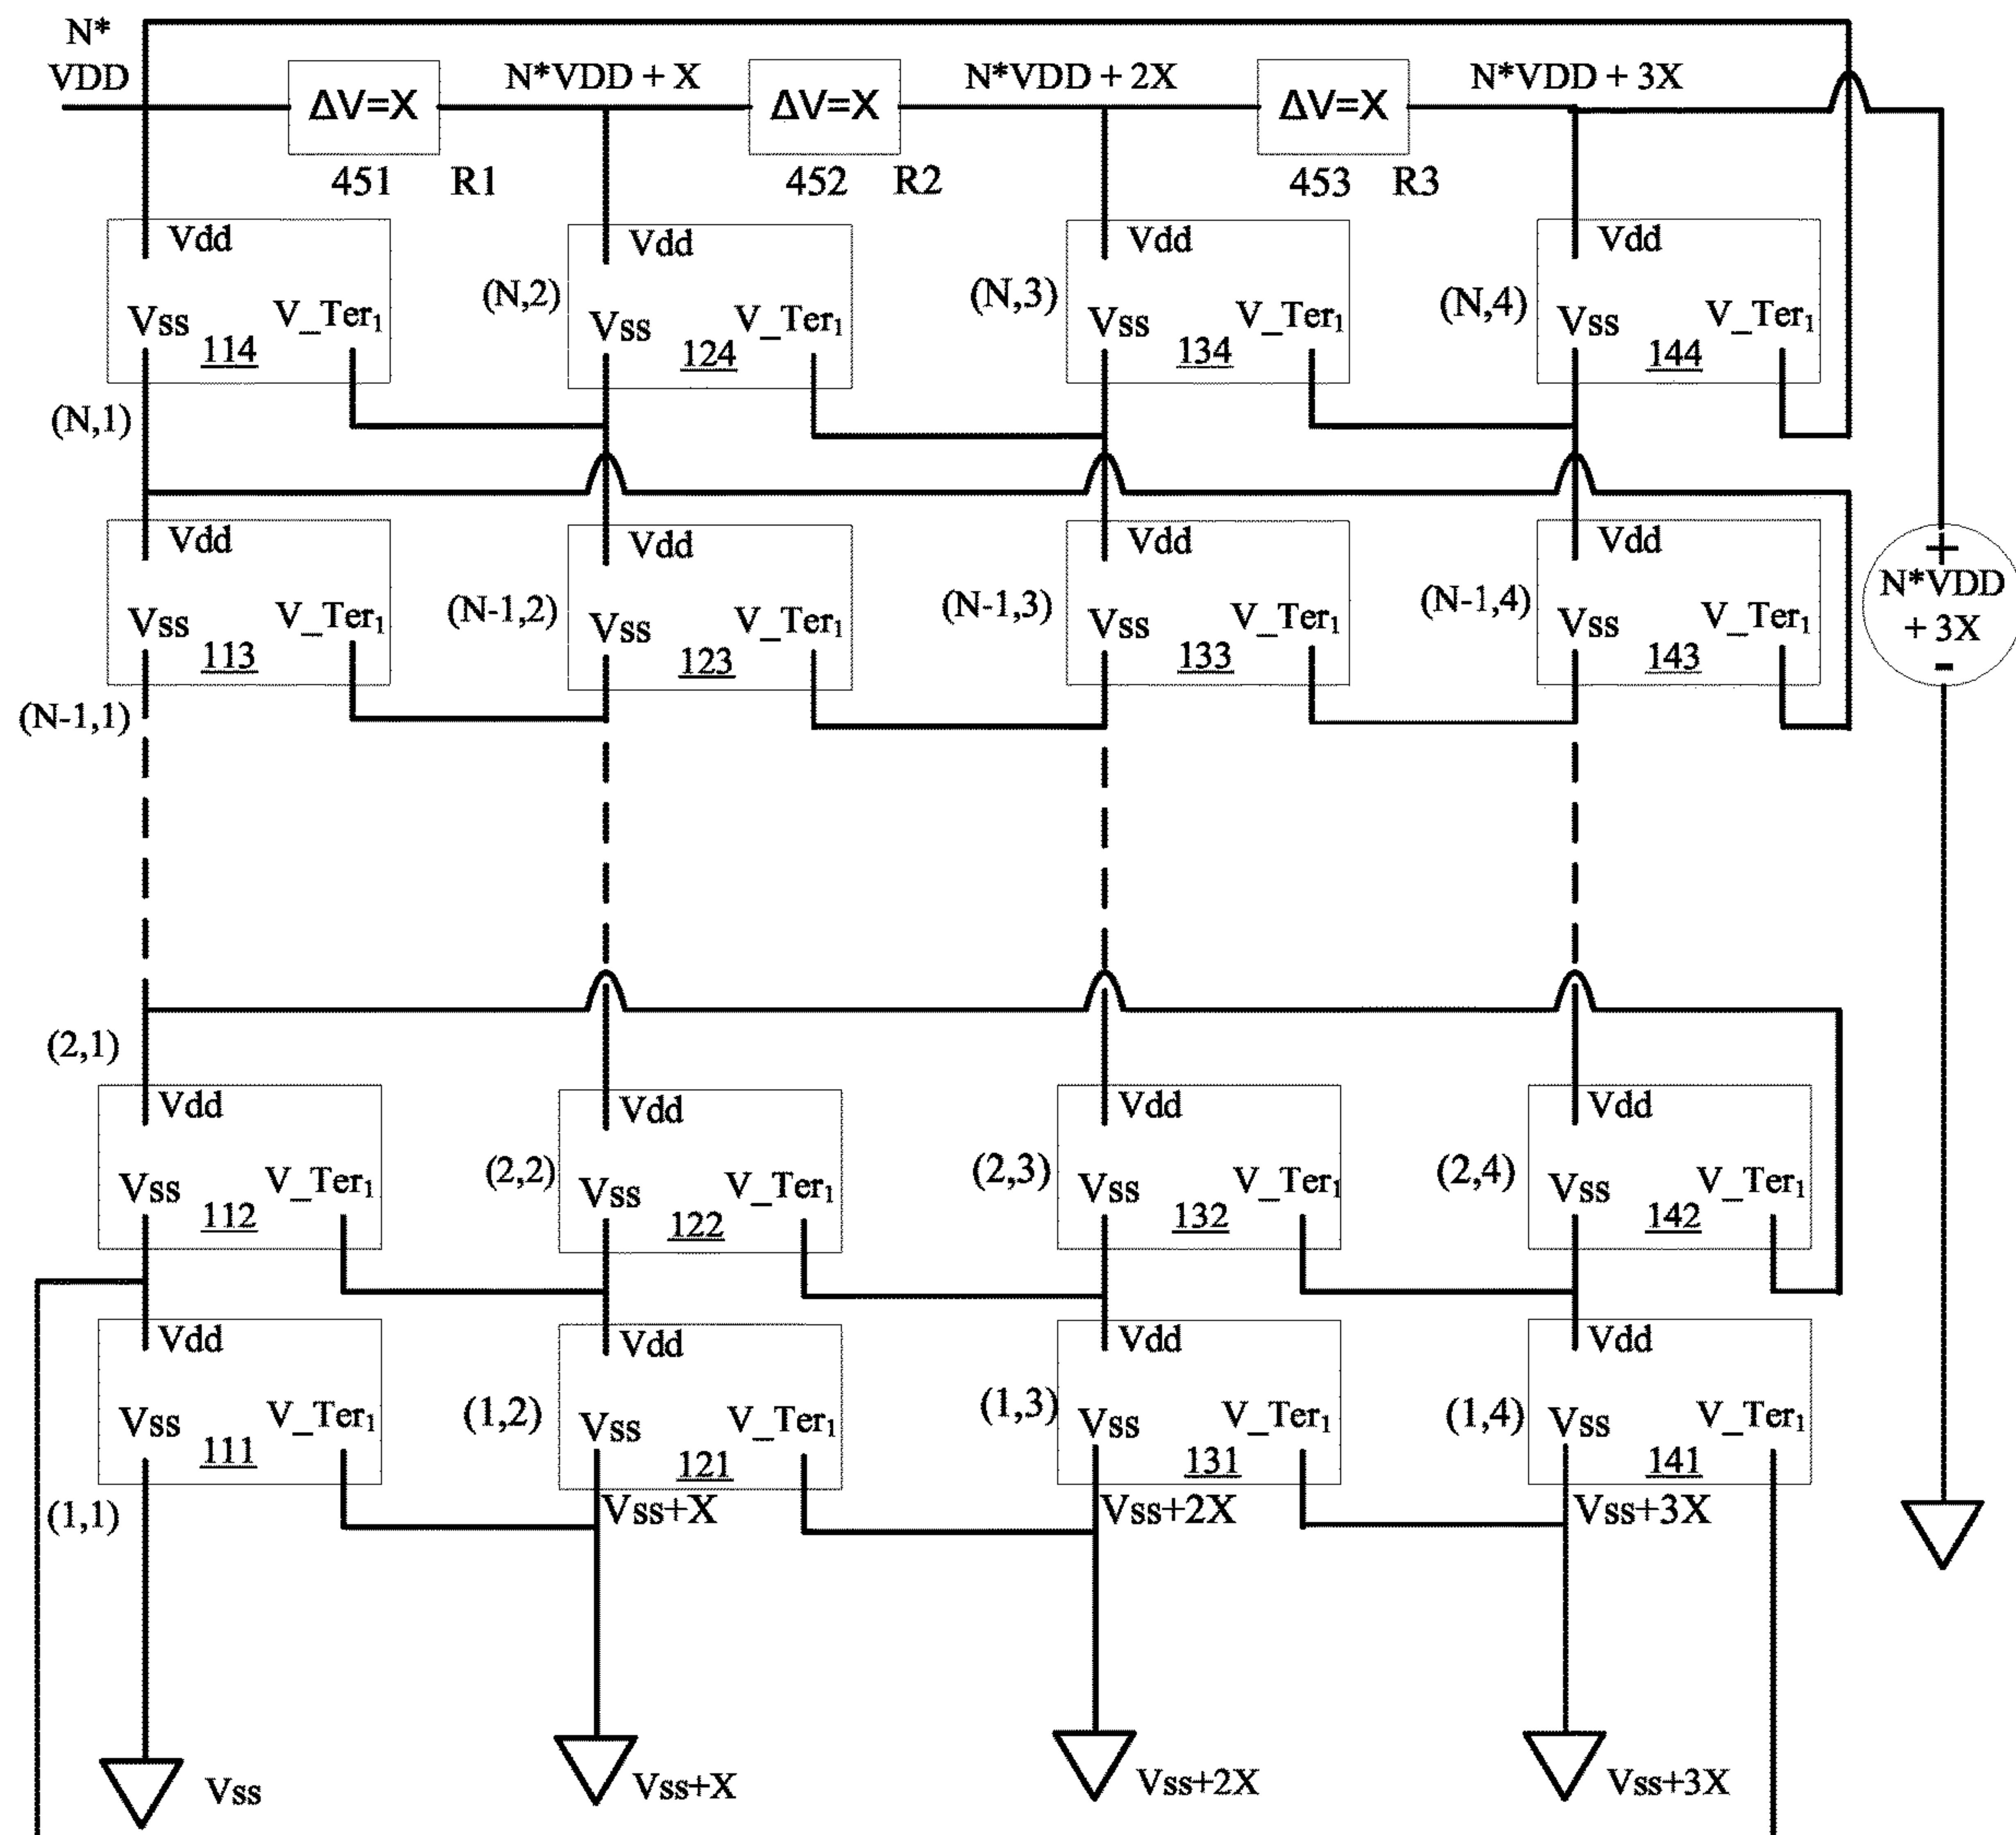 N*
VDD
N*VDD + X
N*VDD + 2X
N*VDD + 3X
ΔV=X
ΔV=X
ΔV=X
451 R1
452 R2
453 R3
Vdd
Vss
V_Ter1
114
(N,1)
(N,2)
Vdd
Vss
V_Ter1
124
(N,3)
Vdd
Vss
V_Ter1
134
(N,4)
Vdd
Vss
V_Ter1
144
Vdd
Vss
V_Ter1
113
(N-1,1)
(N-1,2)
Vdd
Vss
V_Ter1
123
(N-1,3)
Vdd
Vss
V_Ter1
133
(N-1,4)
Vdd
Vss
V_Ter1
143
+
N*VDD
+ 3X
-
(2,1)
Vdd
Vss
V_Ter1
112
(2,2)
Vdd
Vss
V_Ter1
122
(2,3)
Vdd
Vss
V_Ter1
132
(2,4)
Vdd
Vss
V_Ter1
142
Vdd
Vss
V_Ter1
111
(1,1)
(1,2)
Vdd
Vss
V_Ter1
121
Vss+X
(1,3)
Vdd
Vss
V_Ter1
131
Vss+2X
(1,4)
Vdd
Vss
V_Ter1
141
Vss+3X
Vss
Vss+X
Vss+2X
Vss+3X